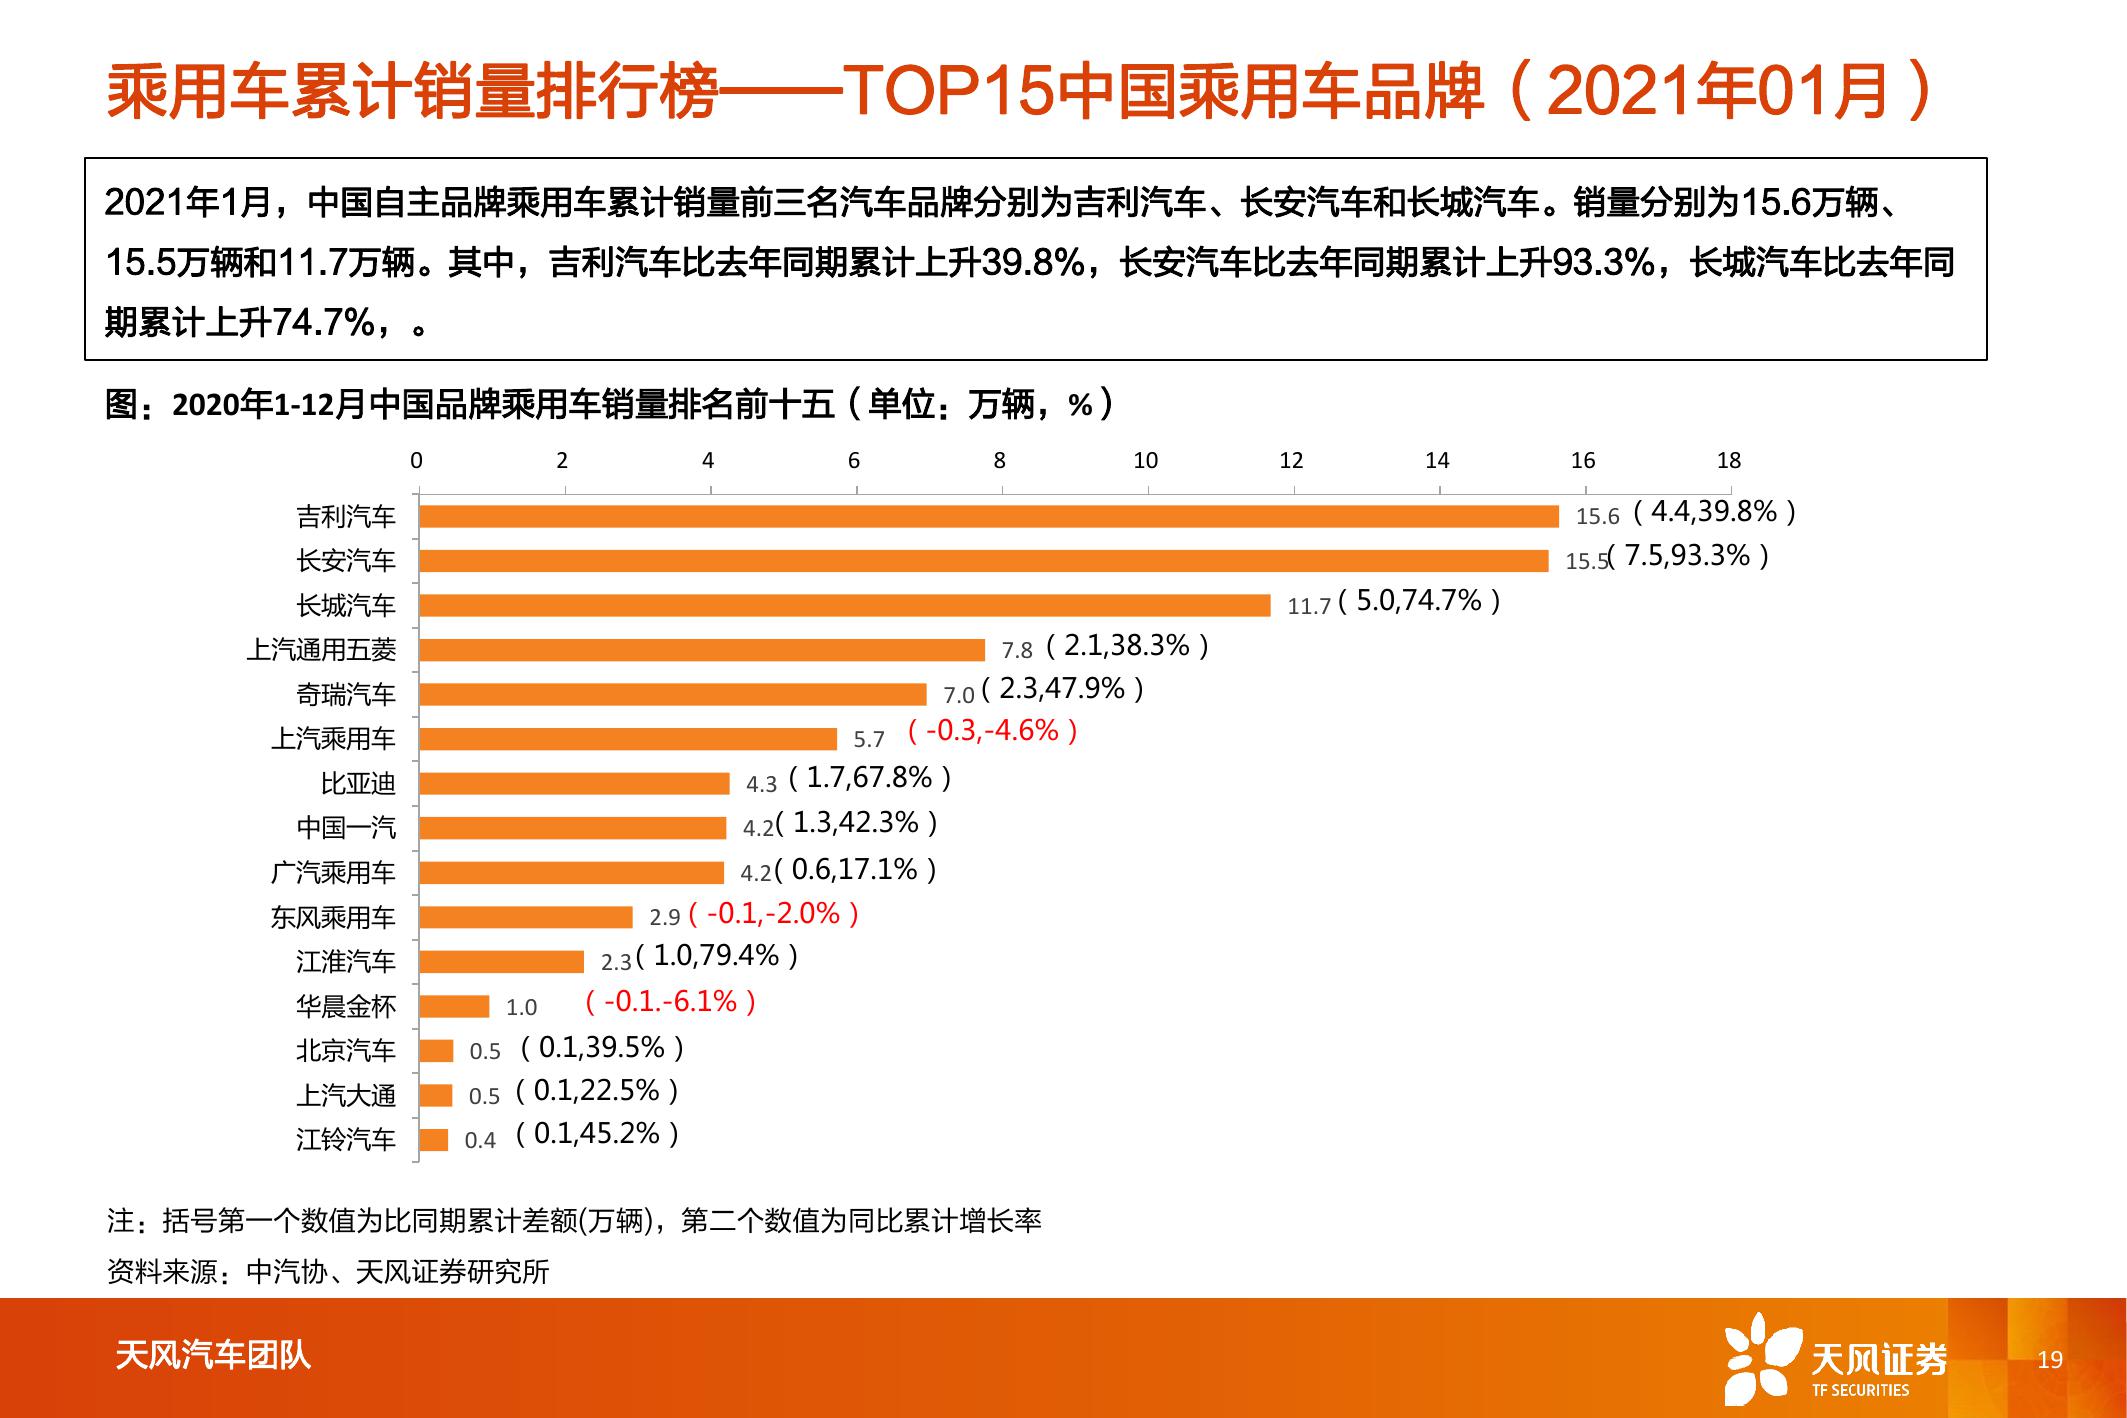 乘用车累计销量排行榜——TOP15中国乘用车品牌（2021年01月）
2021年1月，中国自主品牌乘用车累计销量前三名汽车品牌分别为吉利汽车、长安汽车和长城汽车。销量分别为15.6万辆、
15.5万辆和11.7万辆。其中，吉利汽车比去年同期累计上升39.8%，长安汽车比去年同期累计上升93.3%，长城汽车比去年同
期累计上升74.7%，。
图：2020年1-12月中国品牌乘用车销量排名前十五（单位：万辆，%）
0 2 4 6 8 10 12 14 16 18
吉利汽车 15.6（4.4,39.8%）
长安汽车 15.5（7.5,93.3%）
长城汽车 11.7（5.0,74.7%）
上汽通用五菱 7.8（2.1,38.3%）
奇瑞汽车 7.0（2.3,47.9%）
上汽乘用车 5.7（-0.3,-4.6%）
比亚迪 4.3（1.7,67.8%）
中国一汽 4.2（1.3,42.3%）
广汽乘用车 4.2（0.6,17.1%）
东风乘用车 2.9（-0.1,-2.0%）
江淮汽车 2.3（1.0,79.4%）
华晨金杯 1.0（-0.1.-6.1%）
北京汽车 0.5（0.1,39.5%）
上汽大通 0.5（0.1,22.5%）
江铃汽车 0.4（0.1,45.2%）
注：括号第一个数值为比同期累计差额(万辆)，第二个数值为同比累计增长率
资料来源：中汽协、天风证券研究所
天风汽车团队
天风证券
TF SECURITIES
19